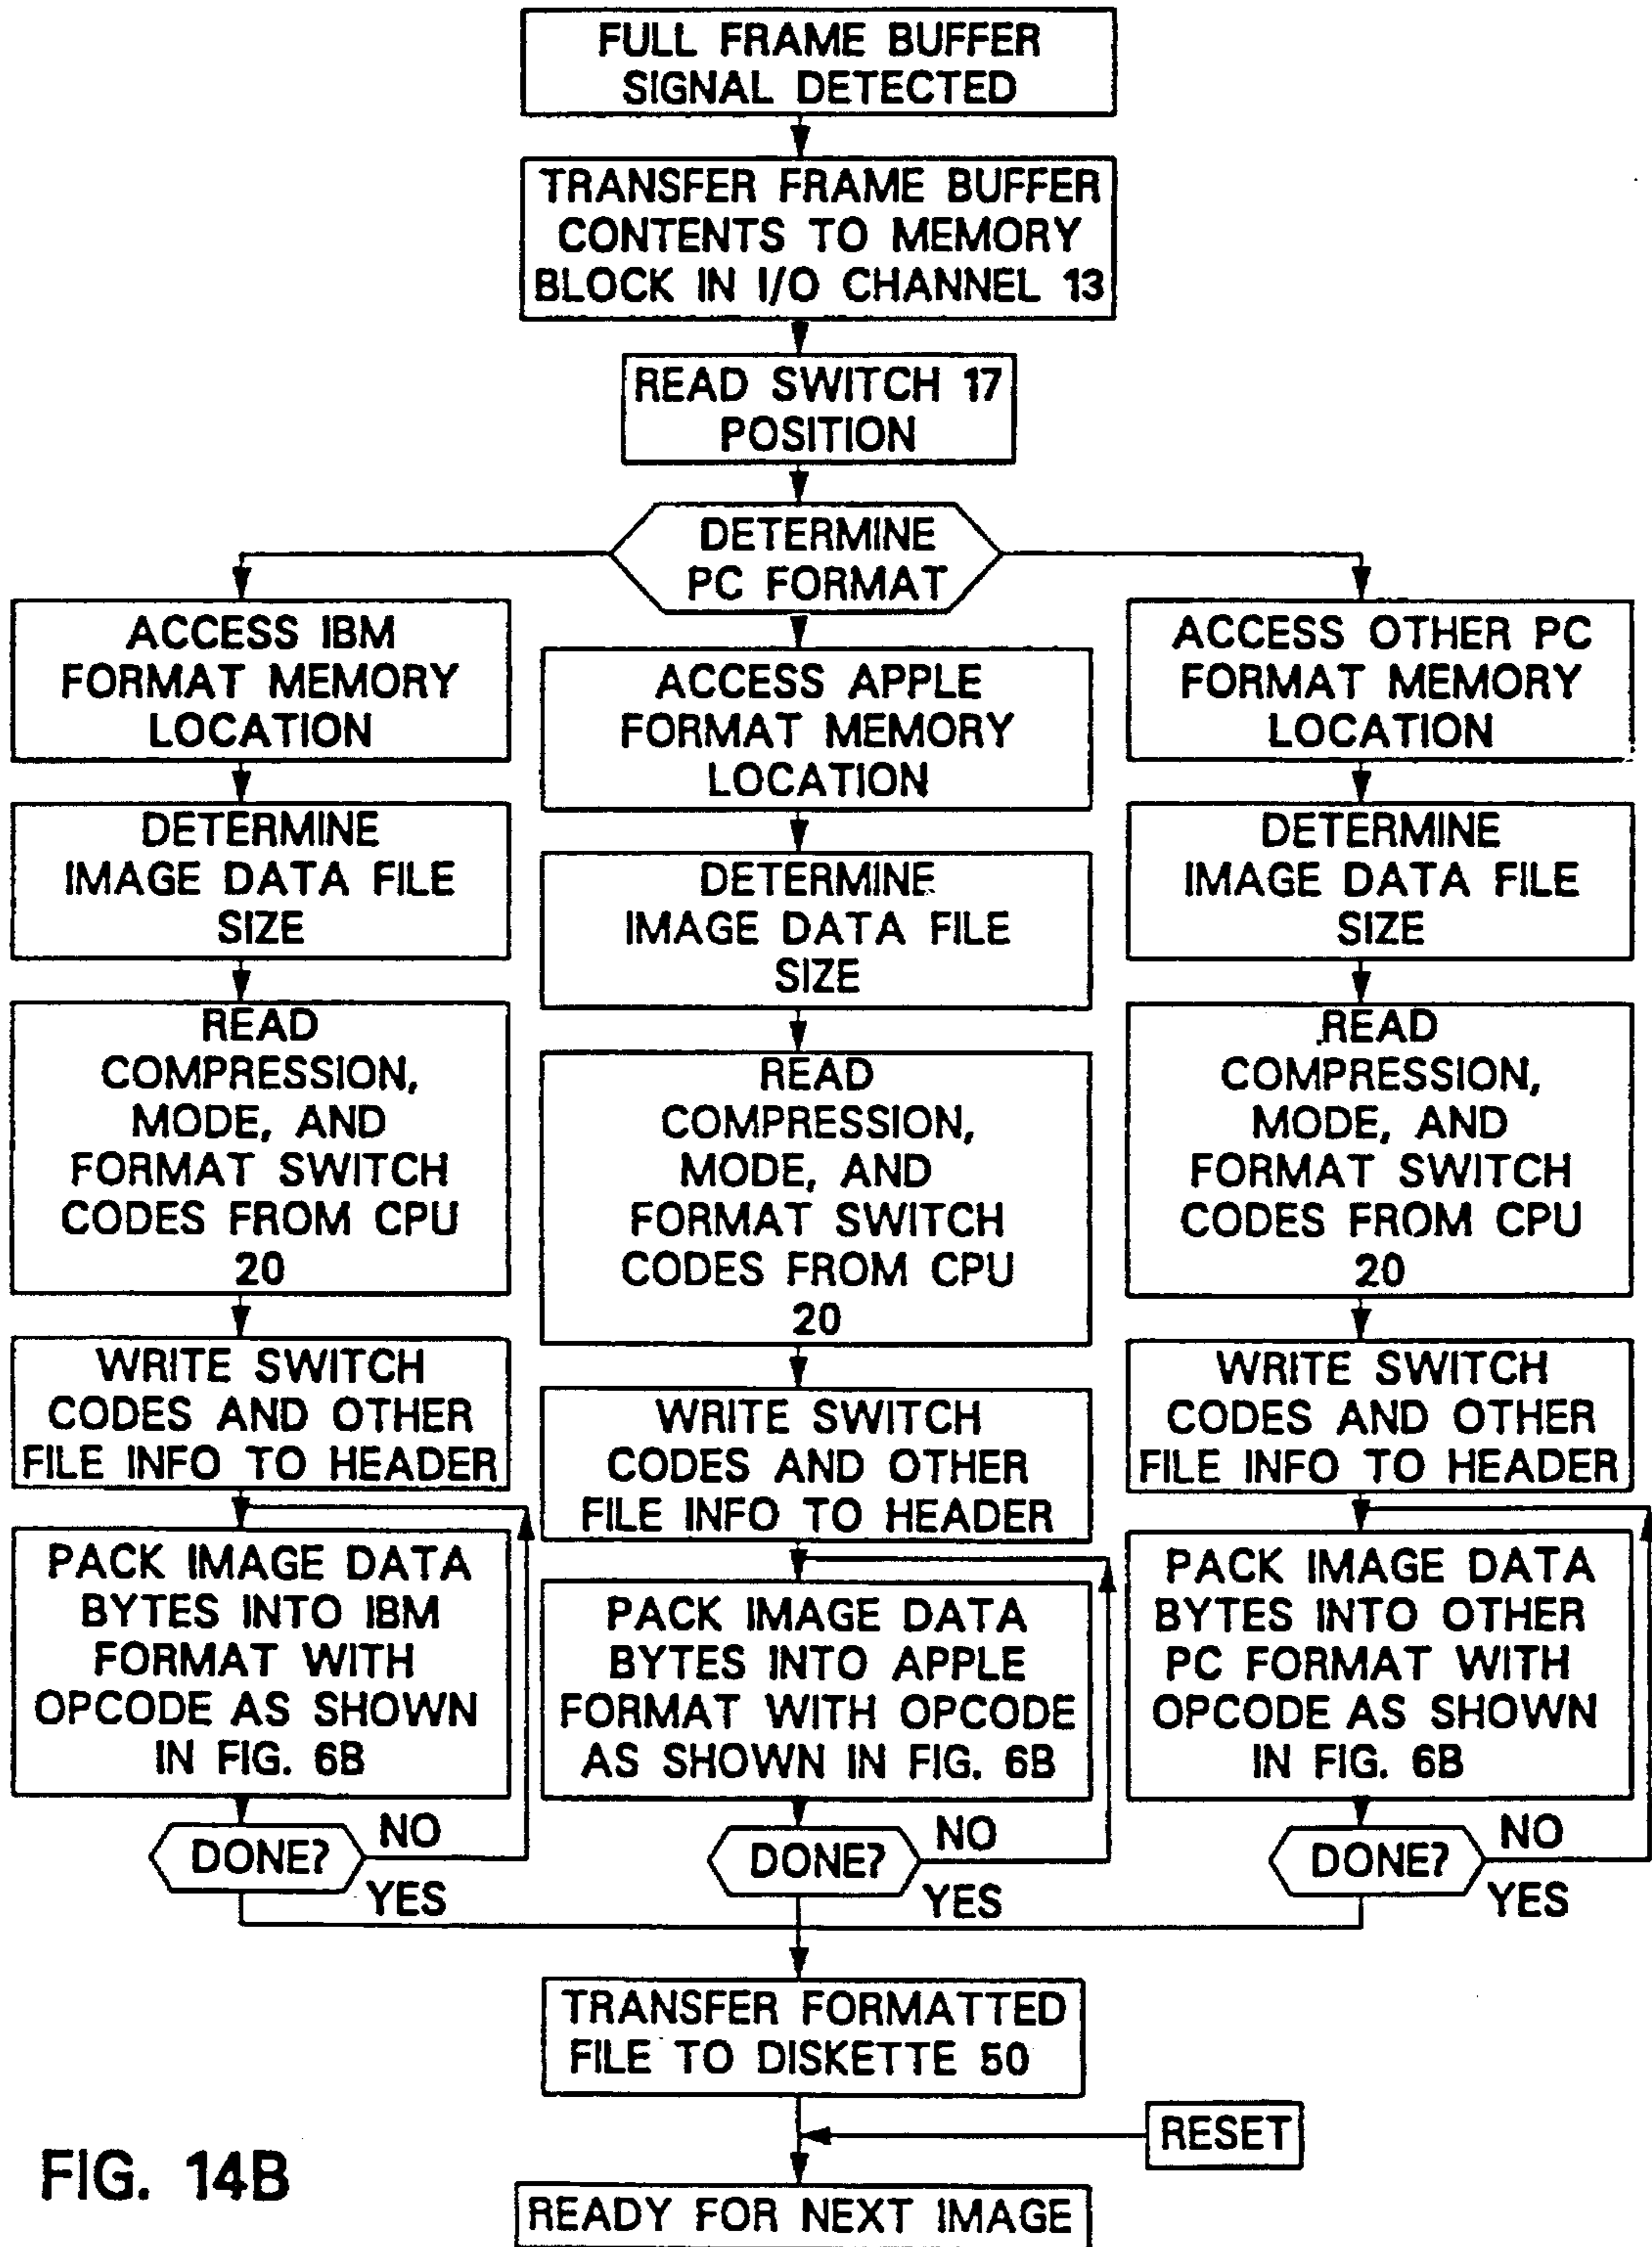 FULL FRAME BUFFER
SIGNAL DETECTED
TRANSFER FRAME BUFFER
CONTENTS TO MEMORY
BLOCK IN I/O CHANNEL 13
READ SWITCH 17
POSITION
DETERMINE
PC FORMAT
ACCESS IBM
FORMAT MEMORY
LOCATION
DETERMINE
IMAGE DATA FILE
SIZE
READ
COMPRESSION,
MODE, AND
FORMAT SWITCH
CODES FROM CPU
20
WRITE SWITCH
CODES AND OTHER
FILE INFO TO HEADER
PACK IMAGE DATA
BYTES INTO IBM
FORMAT WITH
OPCODE AS SHOWN
IN FIG. 6B
DONE?
NO
YES
ACCESS APPLE
FORMAT MEMORY
LOCATION
DETERMINE
IMAGE DATA FILE
SIZE
READ
COMPRESSION,
MODE, AND
FORMAT SWITCH
CODES FROM CPU
20
WRITE SWITCH
CODES AND OTHER
FILE INFO TO HEADER
PACK IMAGE DATA
BYTES INTO APPLE
FORMAT WITH OPCODE
AS SHOWN IN FIG. 6B
DONE?
NO
YES
ACCESS OTHER PC
FORMAT MEMORY
LOCATION
DETERMINE
IMAGE DATA FILE
SIZE
READ
COMPRESSION,
MODE, AND
FORMAT SWITCH
CODES FROM CPU
20
WRITE SWITCH
CODES AND OTHER
FILE INFO TO HEADER
PACK IMAGE DATA
BYTES INTO OTHER
PC FORMAT WITH
OPCODE AS SHOWN
IN FIG. 6B
DONE?
NO
YES
TRANSFER FORMATTED
FILE TO DISKETTE 50
RESET
READY FOR NEXT IMAGE
FIG. 14B